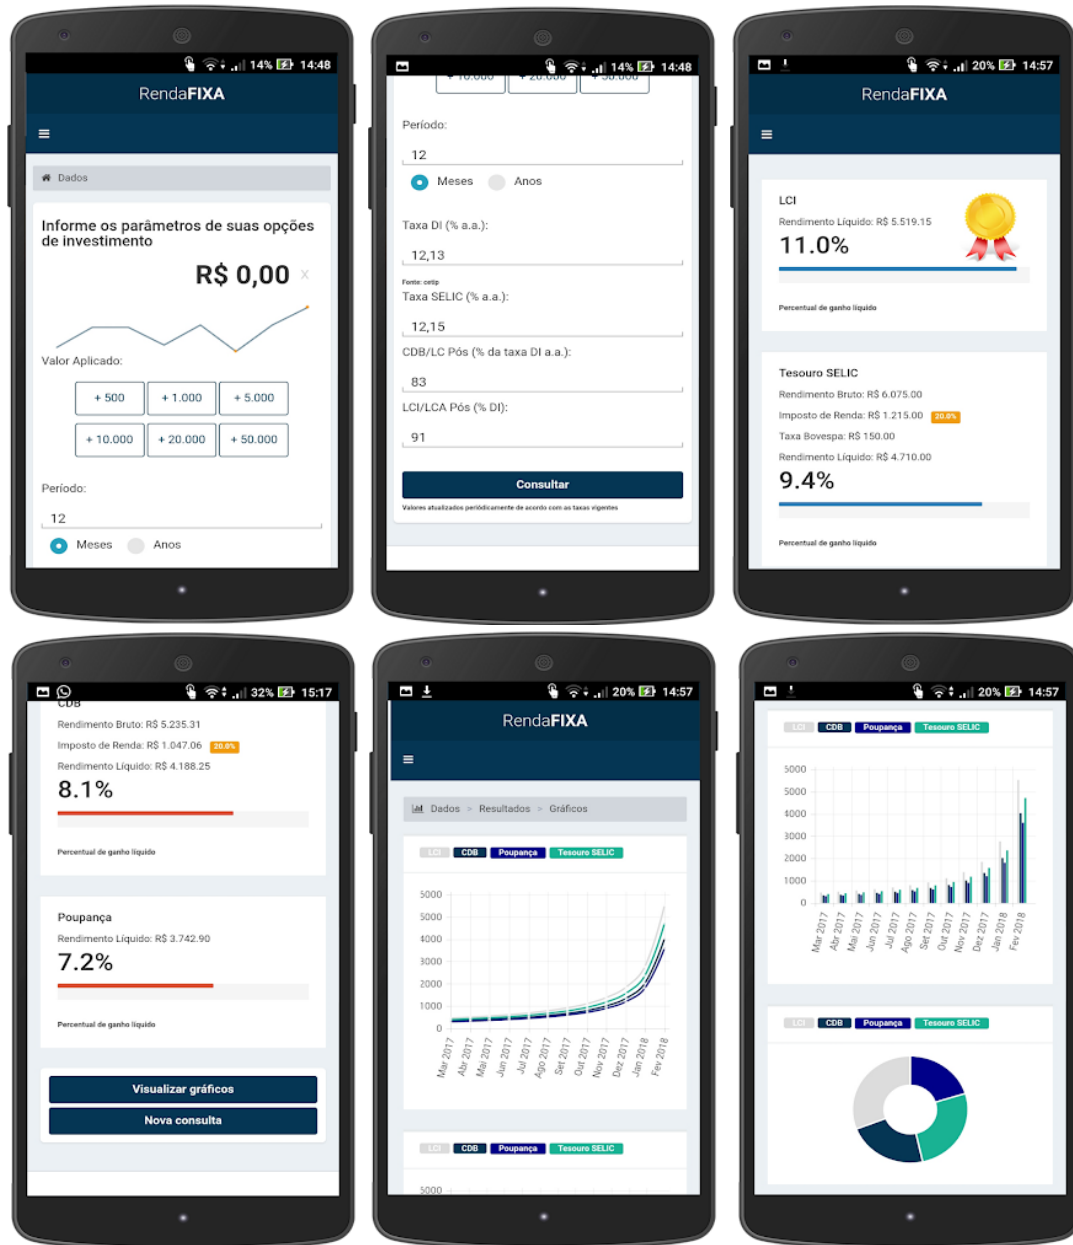 14% 14:48
RendaFIXA
Dados
Informe os parâmetros de suas opções
de investimento
R$ 0,00 x
Valor Aplicado:
+ 500 + 1.000 + 5.000
+ 10.000 + 20.000 + 50.000
Período:
12
Meses Anos
14% 14:48
+ 10.000 + 20.000 + 50.000
Período:
12
Meses Anos
Taxa DI (% a.a.):
12,13
Fonte: cetip
Taxa SELIC (% a.a.):
12,15
CDB/LC Pós (% da taxa DI a.a.):
83
LCI/LCA Pós (% DI):
91
Consultar
Valores atualizados periódicamente de acordo com as taxas vigentes
20% 14:57
RendaFIXA
LCI
Rendimento Líquido: R$ 5.519.15
11.0%
Percentual de ganho líquido
Tesouro SELIC
Rendimento Bruto: R$ 6.075.00
Imposto de Renda: R$ 1.215.00 20.0%
Taxa Bovespa: R$ 150.00
Rendimento Líquido: R$ 4.710.00
9.4%
Percentual de ganho líquido
32% 15:17
CDB
Rendimento Bruto: R$ 5.235.31
Imposto de Renda: R$ 1.047.06 20.0%
Rendimento Líquido: R$ 4.188.25
8.1%
Percentual de ganho líquido
Poupança
Rendimento Líquido: R$ 3.742.90
7.2%
Percentual de ganho líquido
Visualizar gráficos
Nova consulta
20% 14:57
RendaFIXA
Dados > Resultados > Gráficos
LCI CDB Poupança Tesouro SELIC
5000
5000
4000
3000
2000
1000
0
Mar 2017 Abr 2017 Mai 2017 Jun 2017 Jul 2017 Ago 2017 Set 2017 Out 2017 Nov 2017 Dez 2017 Jan 2018 Fev 2018
LCI CDB Poupança Tesouro SELIC
5000
20% 14:57
LCI CDB Poupança Tesouro SELIC
5000
5000
4000
3000
2000
1000
0
Mar 2017 Abr 2017 Mai 2017 Jun 2017 Jul 2017 Ago 2017 Set 2017 Out 2017 Nov 2017 Dez 2017 Jan 2018 Fev 2018
LCI CDB Poupança Tesouro SELIC